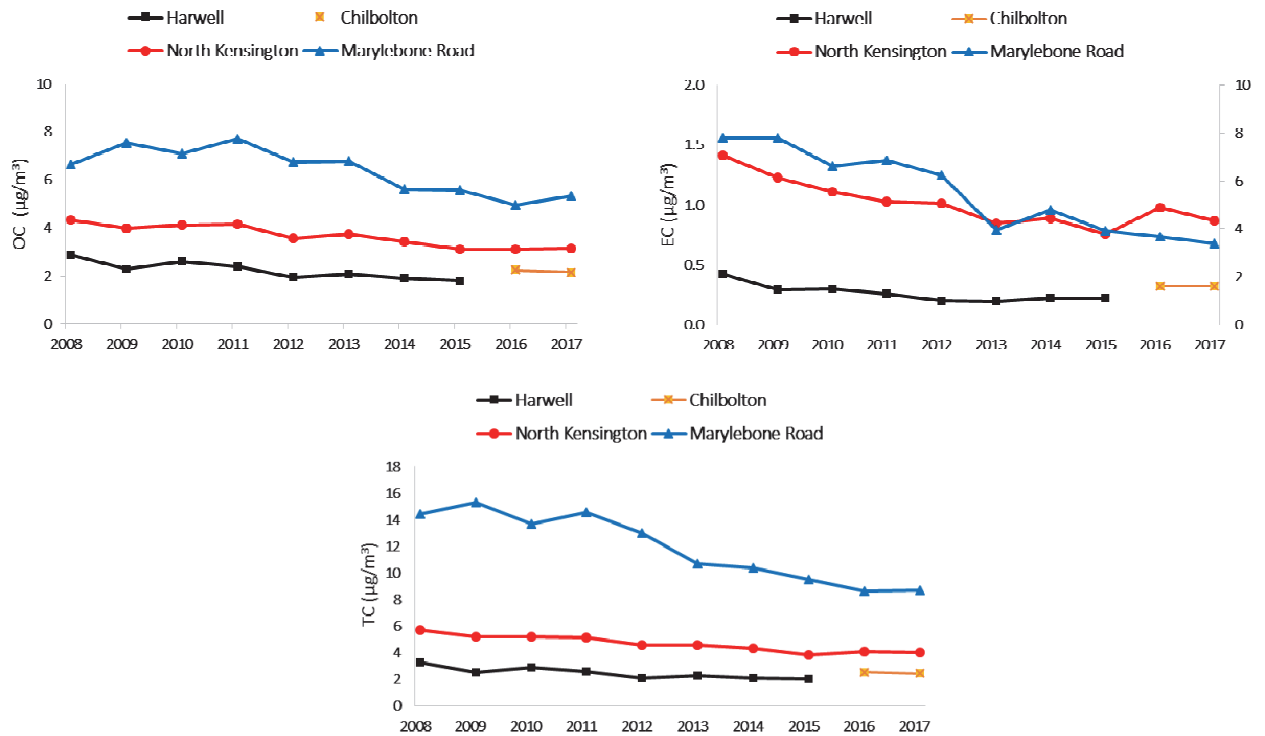 Harwell Chilbolton
North Kensington Marylebone Road
10
8
6
4
2
0
OC (µg/m³)
2008 2009 2010 2011 2012 2013 2014 2015 2016 2017
Harwell Chilbolton
North Kensington Marylebone Road
2.0
1.5
1.0
0.5
0.0
EC (µg/m³)
10
8
6
4
2
0
2008 2009 2010 2011 2012 2013 2014 2015 2016 2017
Harwell Chilbolton
North Kensington Marylebone Road
18
16
14
12
10
8
6
4
2
0
TC (µg/m³)
2008 2009 2010 2011 2012 2013 2014 2015 2016 2017